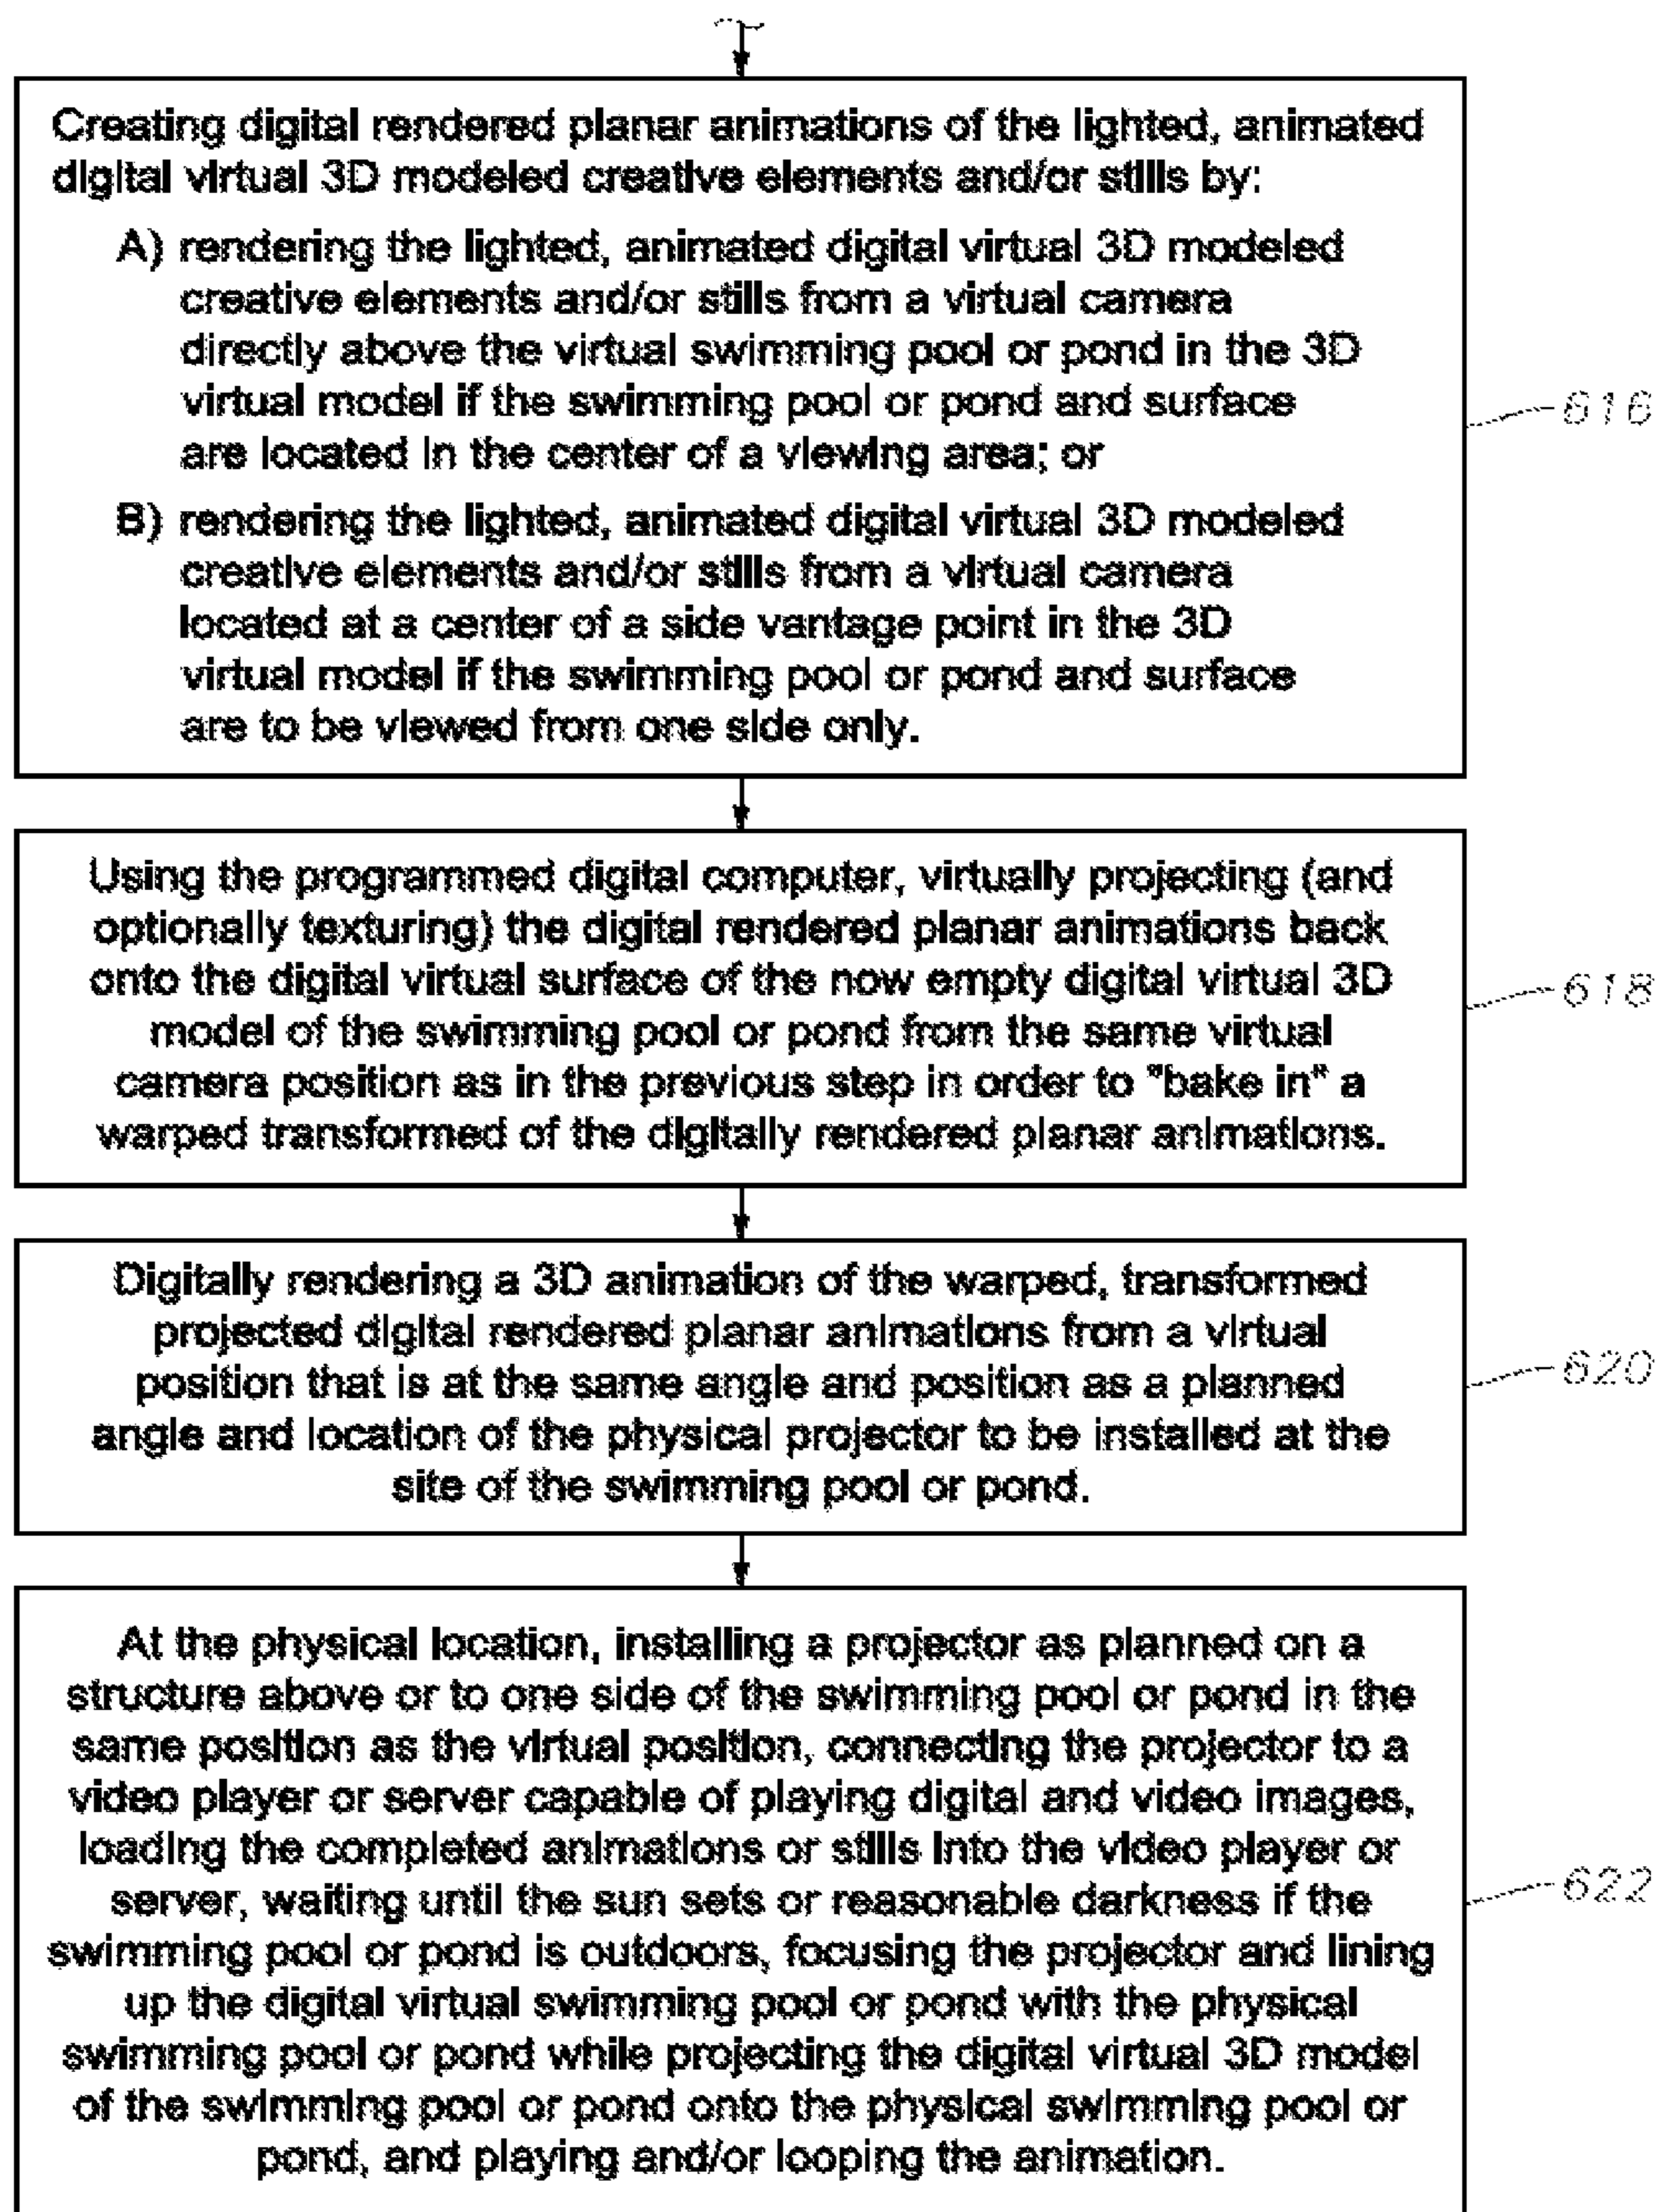 Creating digital rendered planar animations of the lighted, animated
digital virtual 3D modeled creative elements and/or stills by:
A) rendering the lighted, animated digital virtual 3D modeled
creative elements and/or stills from a virtual camera
directly above the virtual swimming pool or pond in the 3D
virtual model if the swimming pool or pond and surface
are located in the center of a viewing area; or
616
B) rendering the lighted, animated digital virtual 3D modeled
creative elements and/or stills from a virtual camera
located at a center of a side vantage point in the 3D
virtual model if the swimming pool or pond and surface
are to be viewed from one side only.
Using the programmed digital computer, virtually projecting (and
optionally texturing) the digital rendered planar animations back
onto the digital virtual surface of the now empty digital virtual 3D
model of the swimming pool or pond from the same virtual
camera position as in the previous step in order to "bake in" a
warped transformed of the digitally rendered planar animations.
618
Digitally rendering a 3D animation of the warped, transformed
projected digital rendered planar animations from a virtual
position that is at the same angle and position as a planned
angle and location of the physical projector to be installed at the
site of the swimming pool or pond.
620
At the physical location, installing a projector as planned on a
structure above or to one side of the swimming pool or pond in the
same position as the virtual position, connecting the projector to a
video player or server capable of playing digital and video images,
loading the completed animations or stills into the video player or
server, waiting until the sun sets or reasonable darkness if the
swimming pool or pond is outdoors, focusing the projector and lining
up the digital virtual swimming pool or pond with the physical
swimming pool or pond while projecting the digital virtual 3D model
of the swimming pool or pond onto the physical swimming pool or
pond, and playing and/or looping the animation.
622